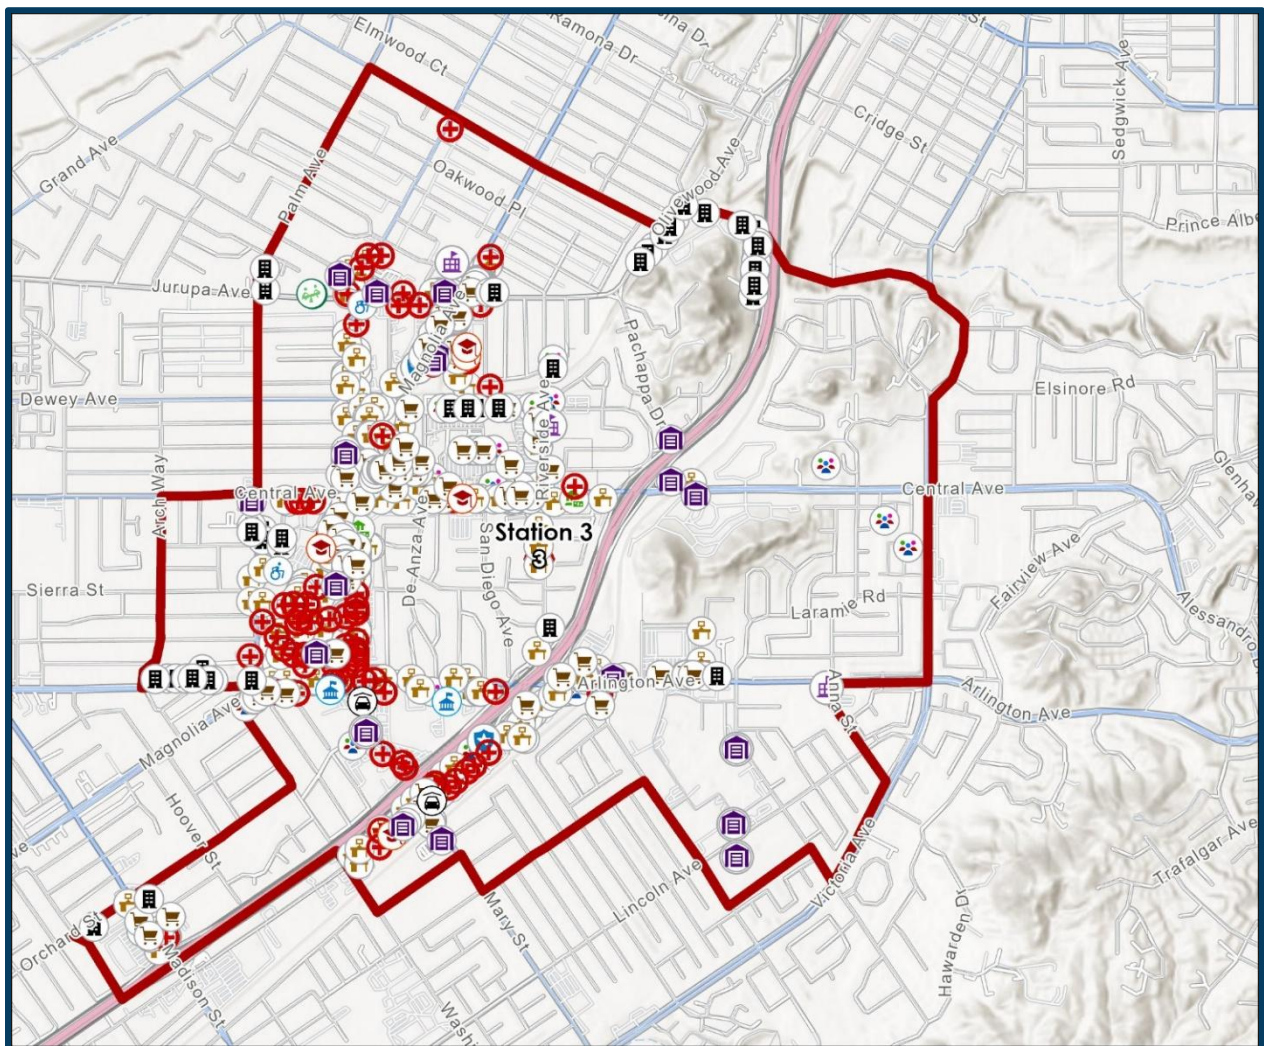 Elmwood Ct
Ramona Dr
Dr
St
Sedgwick Ave
Cridge St
Grand Ave
Palm Ave
Oakwood Pl
Olivewood Ave
Prince Albe
Jurupa Ave
Magnolia Ave
Pachappa Dr
Elsinore Rd
Dewey Ave
Riverside Ave
Arch Way
Central Ave
Central Ave
Glenhav
Station 3
3
De Anza Ave
San Diego Ave
Sierra St
Laramie Rd
Fairview Ave
Alessandro
Arlington Ave
Anna St
Arlington Ave
Magnolia Ave
Hoover St
Victoria Ave
Trafalgar Ave
Lincoln Ave
Mary St
Hawarden Dr
Orchard St
Madison St
Washi